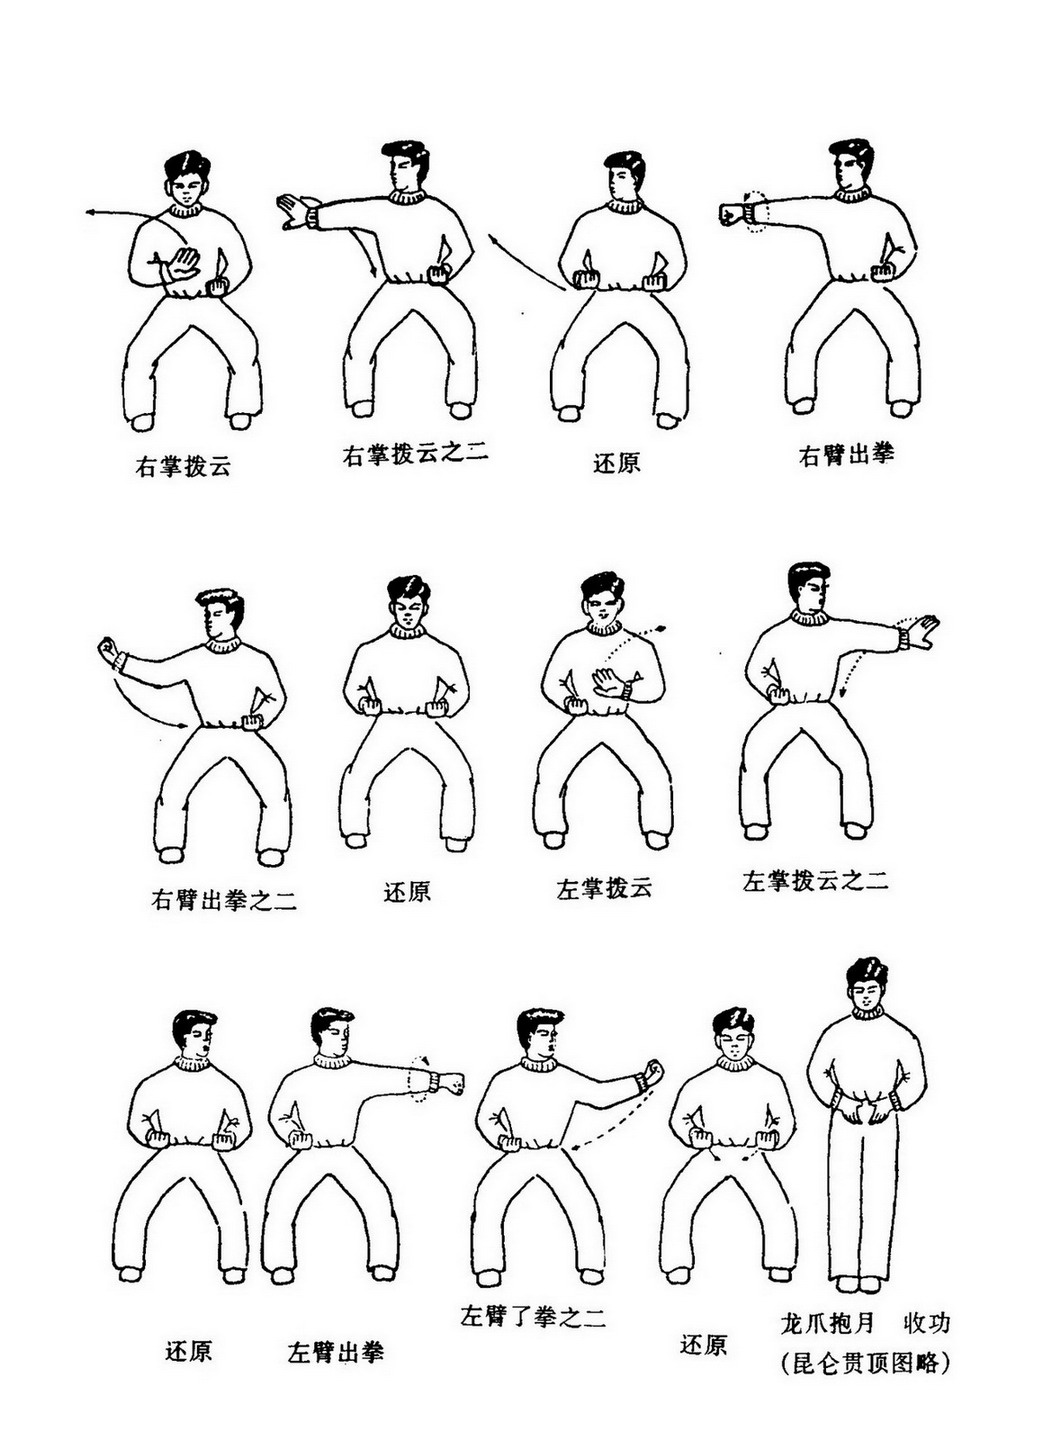 右掌拨云
右掌拨云之二
还原
右臂出拳
右臂出拳之二
还原
左掌拨云
左掌拨云之二
还原
左臂出拳
左臂了拳之二
还原
龙爪抱月 收功
(昆仑贯顶图略)